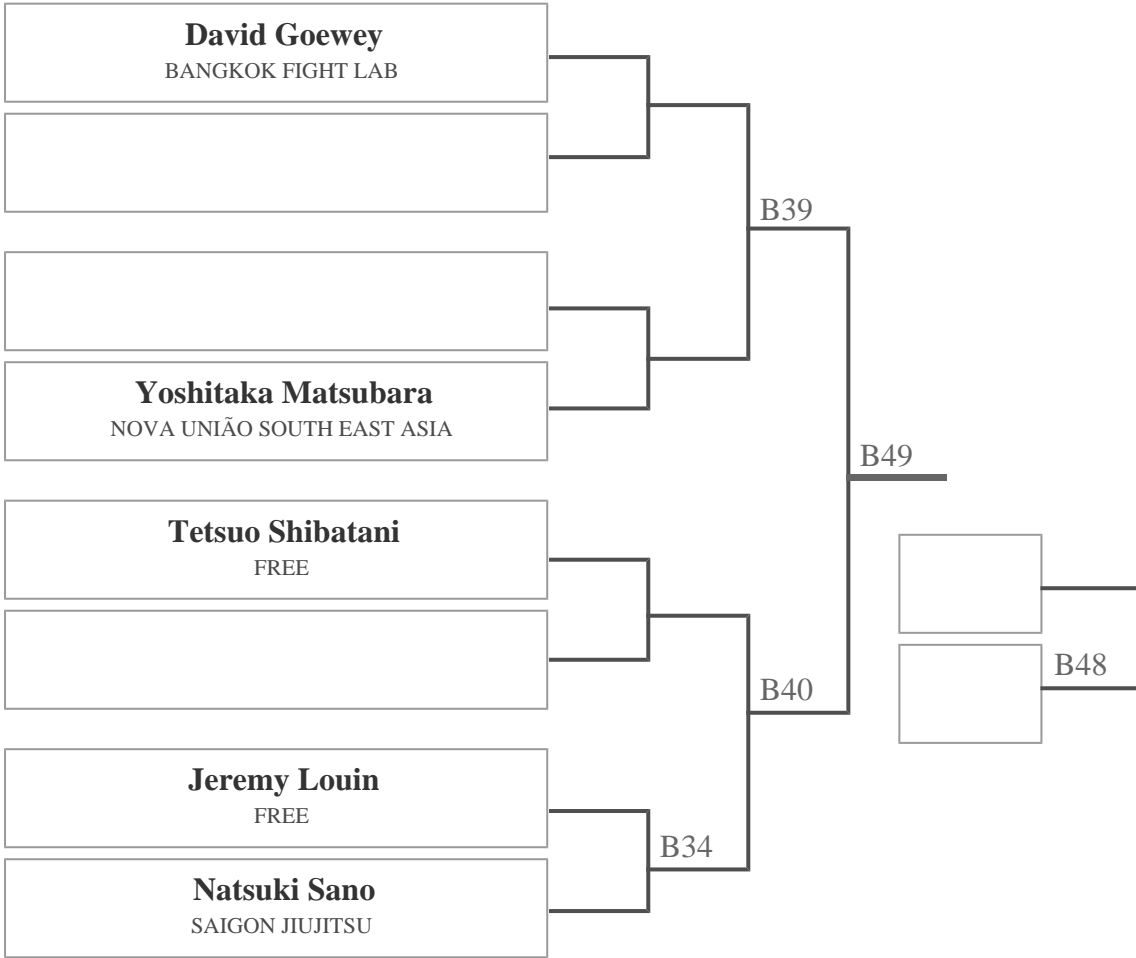 David Goewey
BANGKOK FIGHT LAB
B39
Yoshitaka Matsubara
NOVA UNIÃO SOUTH EAST ASIA
B49
Tetsuo Shibatani
FREE
B48
B40
Jeremy Louin
FREE
B34
Natsuki Sano
SAIGON JIUJITSU